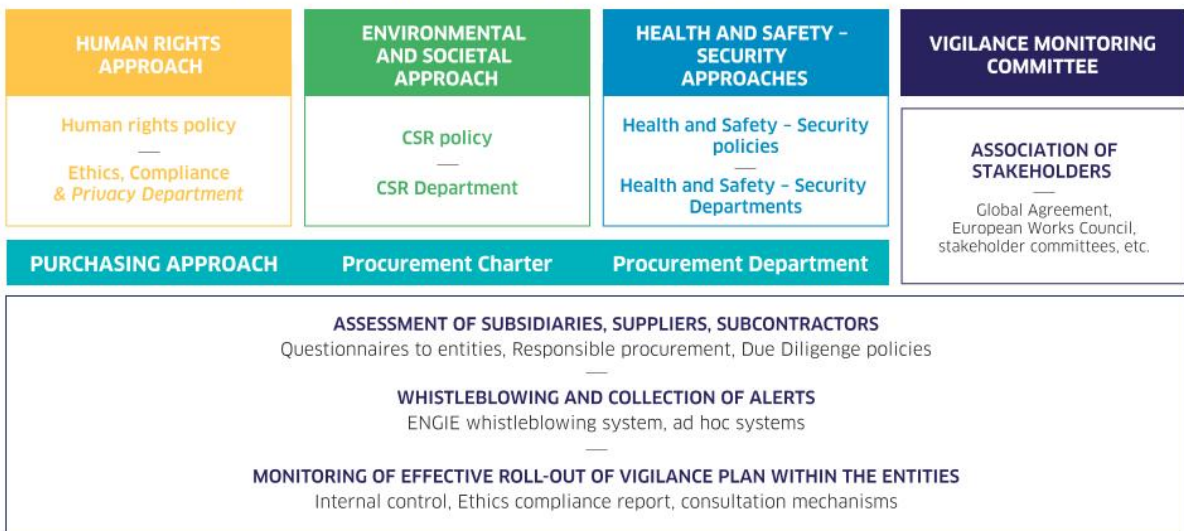 HUMAN RIGHTS
APPROACH
Human rights policy
Ethics, Compliance
& Privacy Department
ENVIRONMENTAL
AND SOCIETAL
APPROACH
CSR policy
CSR Department
HEALTH AND SAFETY –
SECURITY
APPROACHES
Health and Safety – Security
policies
Health and Safety – Security
Departments
VIGILANCE MONITORING
COMMITTEE
ASSOCIATION OF
STAKEHOLDERS
Global Agreement,
European Works Council,
stakeholder committees, etc.
PURCHASING APPROACH Procurement Charter Procurement Department
ASSESSMENT OF SUBSIDIARIES, SUPPLIERS, SUBCONTRACTORS
Questionnaires to entities, Responsible procurement, Due Diligenge policies
WHISTLEBLOWING AND COLLECTION OF ALERTS
ENGIE whistleblowing system, ad hoc systems
MONITORING OF EFFECTIVE ROLL-OUT OF VIGILANCE PLAN WITHIN THE ENTITIES
Internal control, Ethics compliance report, consultation mechanisms